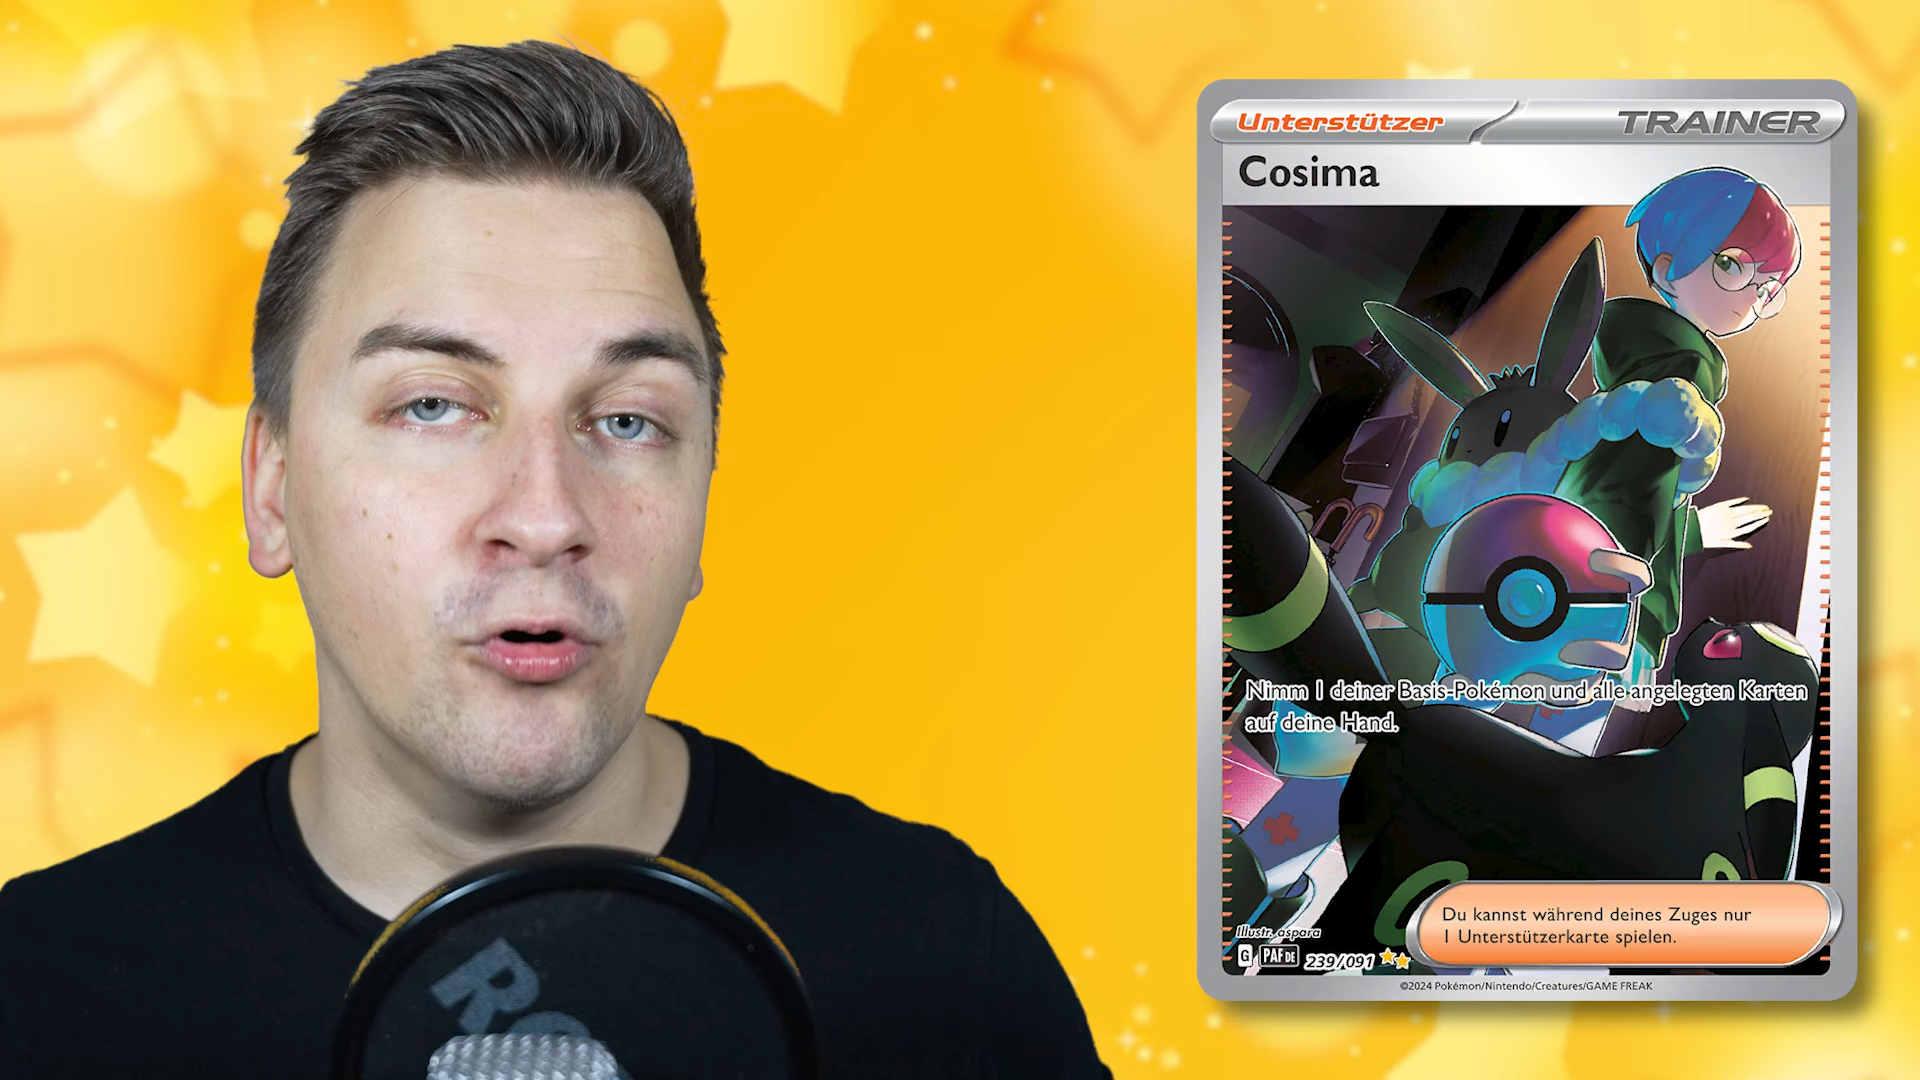 Unterstützer
TRAINER
Cosima
Nimm 1 deiner Basis-Pokémon und alle angelegten Karten
auf deine Hand.
Du kannst während deines Zuges nur
1 Unterstützerkarte spielen.
Illustr. aspara
G PAF DE 239/091
©2024 Pokémon/Nintendo/Creatures/GAME FREAK